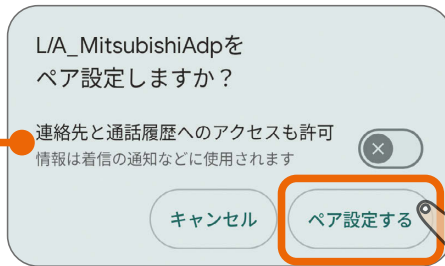 L/A_MitsubishiAdpを
ペア設定しますか？
連絡先と通話履歴へのアクセスも許可
情報は着信の通知などに使用されます
キャンセル
ペア設定する